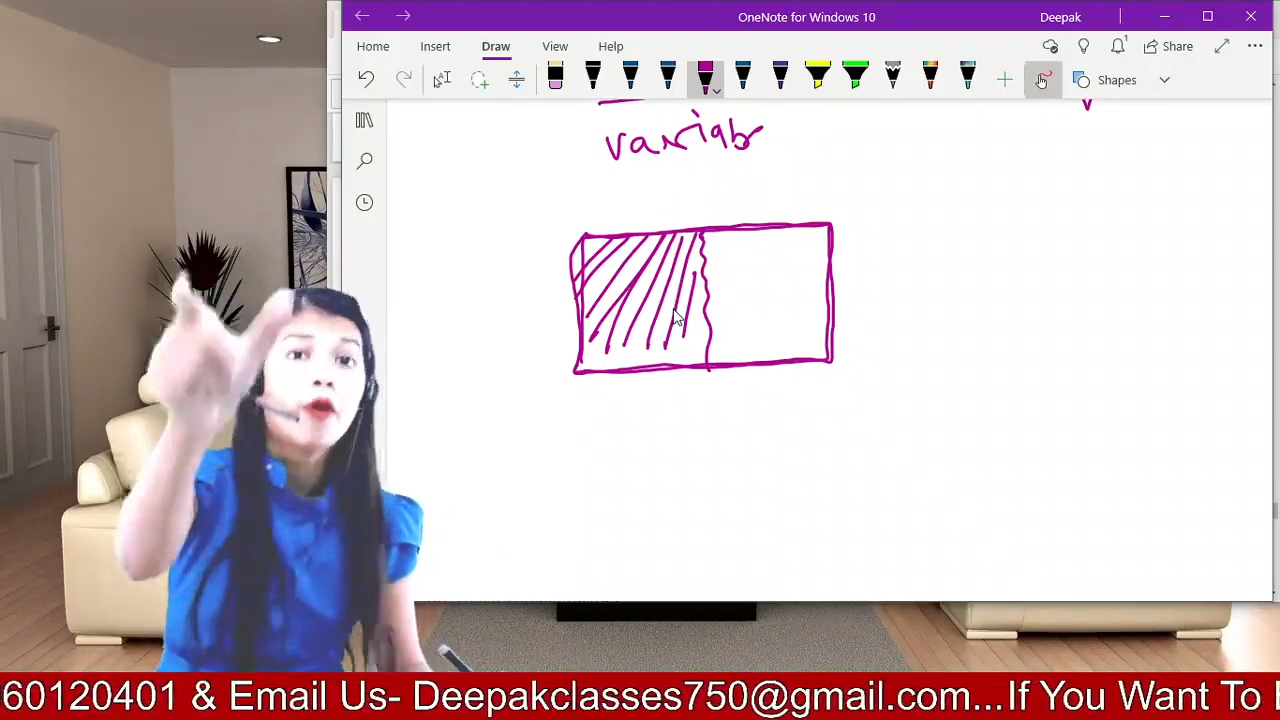 OneNote for Windows 10
Deepak
Home Insert Draw View Help
1 Share
Shapes
60120401 & Email Us- Deepakclasses750@gmail.com...If You Want To